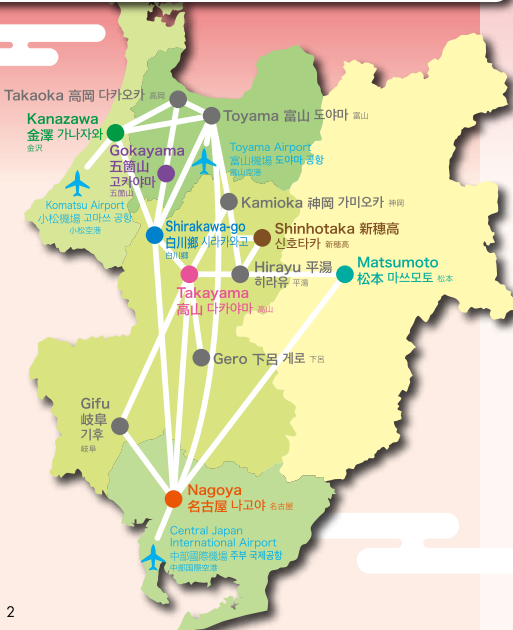 Takaoka 高岡 다카오카 高岡
Toyama 富山 도야마 富山
Kanazawa
金澤 가나자와
金沢
Gokayama
五箇山
고카야마
五箇山
Toyama Airport
富山機場 도야마 공항
富山空港
Komatsu Airport
小松機場 고마쓰 공항
小松空港
Kamioka 神岡 가미오카 神岡
Shirakawa-go
白川鄉 시라카와고
白川郷
Shinhotaka 新穗高
신호타카 新穂高
Hirayu 平湯
히라유 平湯
Matsumoto
松本 마쓰모토 松本
Takayama
高山 다카야마 高山
Gero 下呂 게로 下呂
Gifu
岐阜
기후
岐阜
Nagoya
名古屋 나고야 名古屋
Central Japan
International Airport
中部國際機場 주부 국제공항
中部国際空港
2